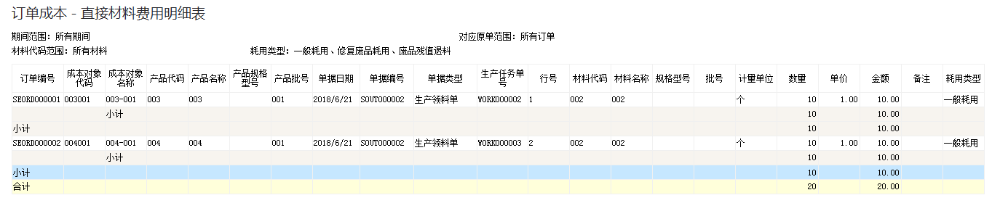 订单成本 - 直接材料费用明细表
期间范围：所有期间 对应原单范围：所有订单
材料代码范围：所有材料 耗用类型：一般耗用、修复废品耗用、废品残值退料
订单编号 成本对象代码 成本对象名称 产品代码 产品名称 产品规格型号 产品批号 单据日期 单据编号 单据类型 生产任务单号 行号 材料代码 材料名称 规格型号 批号 计量单位 数量 单价 金额 备注 耗用类型
SEORD000001 003001 003-001 003 003 001 2018/6/21 SOUT000002 生产领料单 WORK000002 1 002 002 个 10 1.00 10.00 一般耗用
小计 10 10.00
小计 10 10.00
SEORD000002 004001 004-001 004 004 001 2018/6/21 SOUT000002 生产领料单 WORK000003 2 002 002 个 10 1.00 10.00 一般耗用
小计 10 10.00
小计 10 10.00
合计 20 20.00